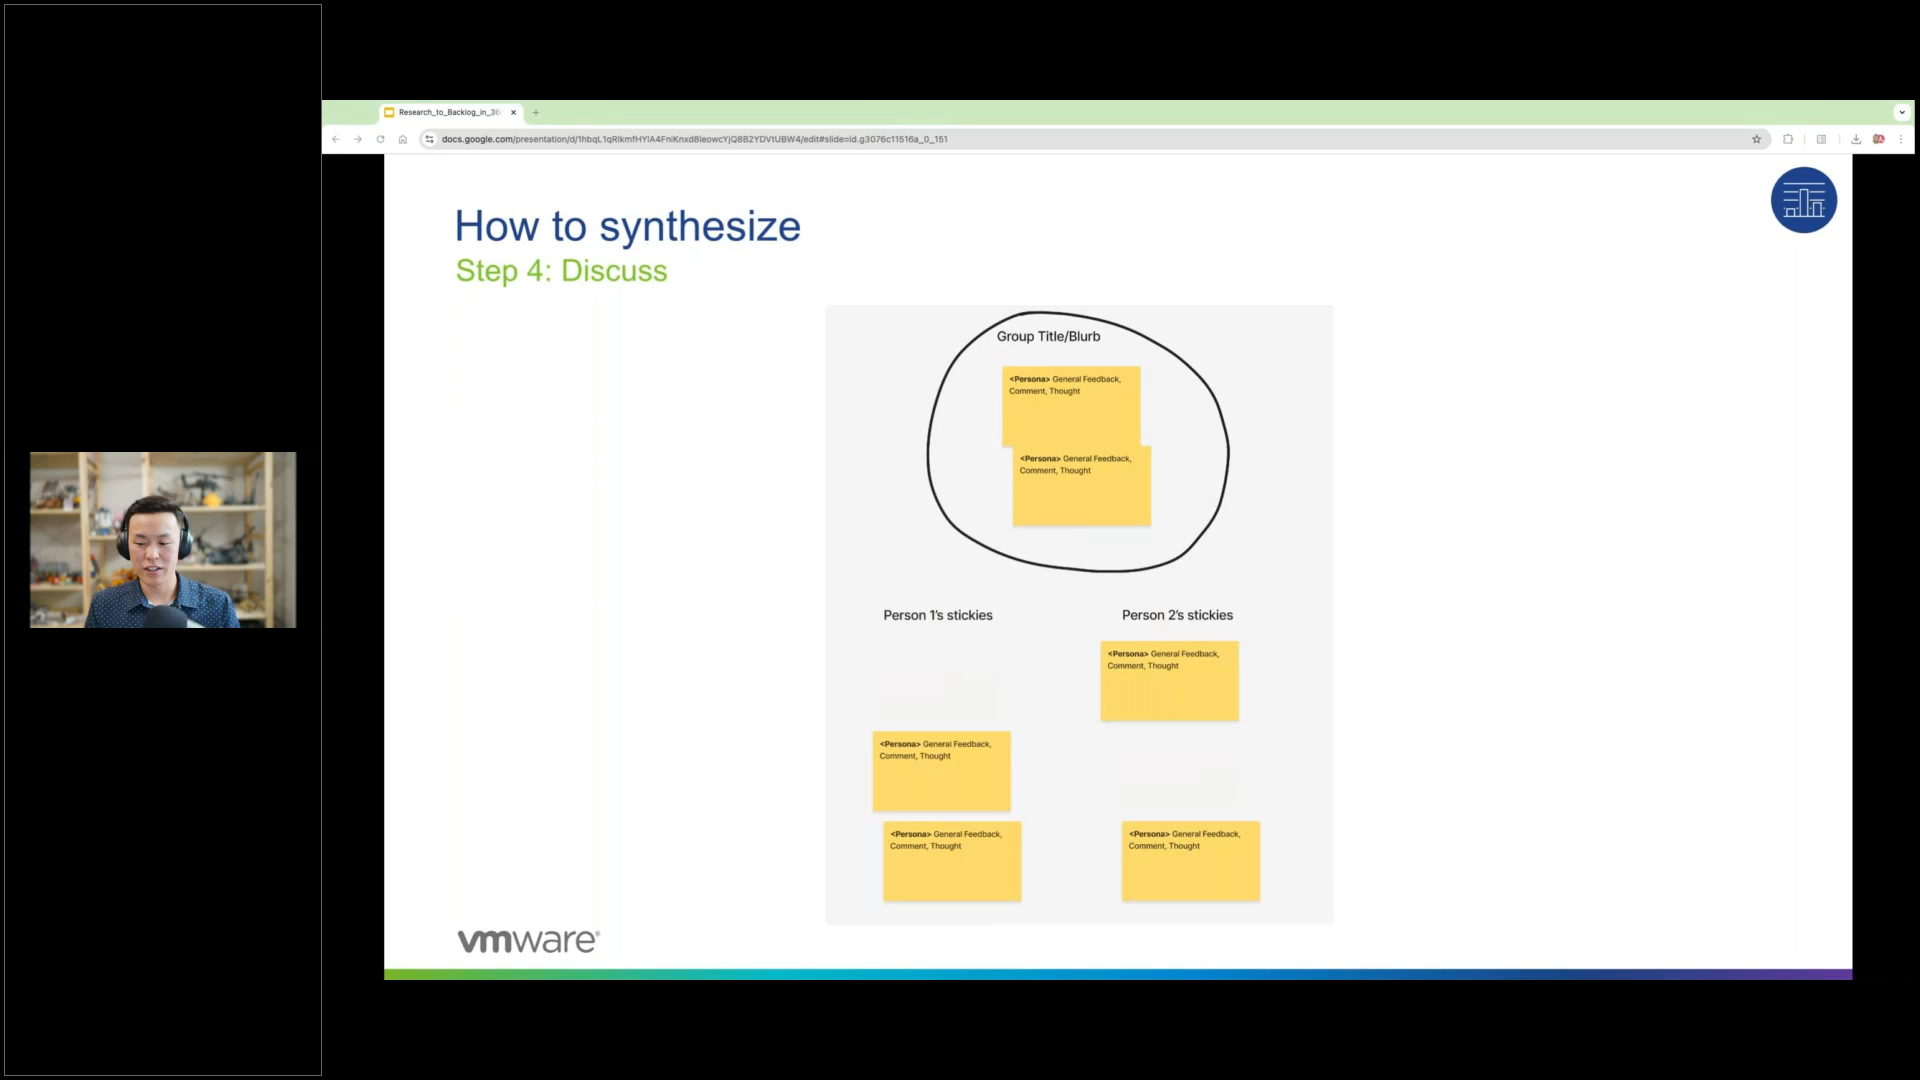 Research_to_Backlog_in_36
docs.google.com/presentation/d/1hbqL1qRlkmfHYlA4FniKnxd8leowcYjQ8B2YDVtUBW4/edit#slide=id.g3076c11516a_0_151
How to synthesize
Step 4: Discuss
Group Title/Blurb
<Persona> General Feedback,
Comment, Thought
<Persona> General Feedback,
Comment, Thought
Person 1's stickies
Person 2's stickies
<Persona> General Feedback,
Comment, Thought
<Persona> General Feedback,
Comment, Thought
<Persona> General Feedback,
Comment, Thought
<Persona> General Feedback,
Comment, Thought
vmware®